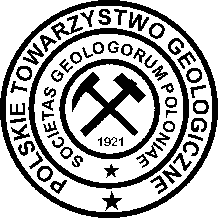 POLSKIE TOWARZYSTWO GEOLOGICZNE
SOCIETAS GEOLOGORUM POLONIAE
1921